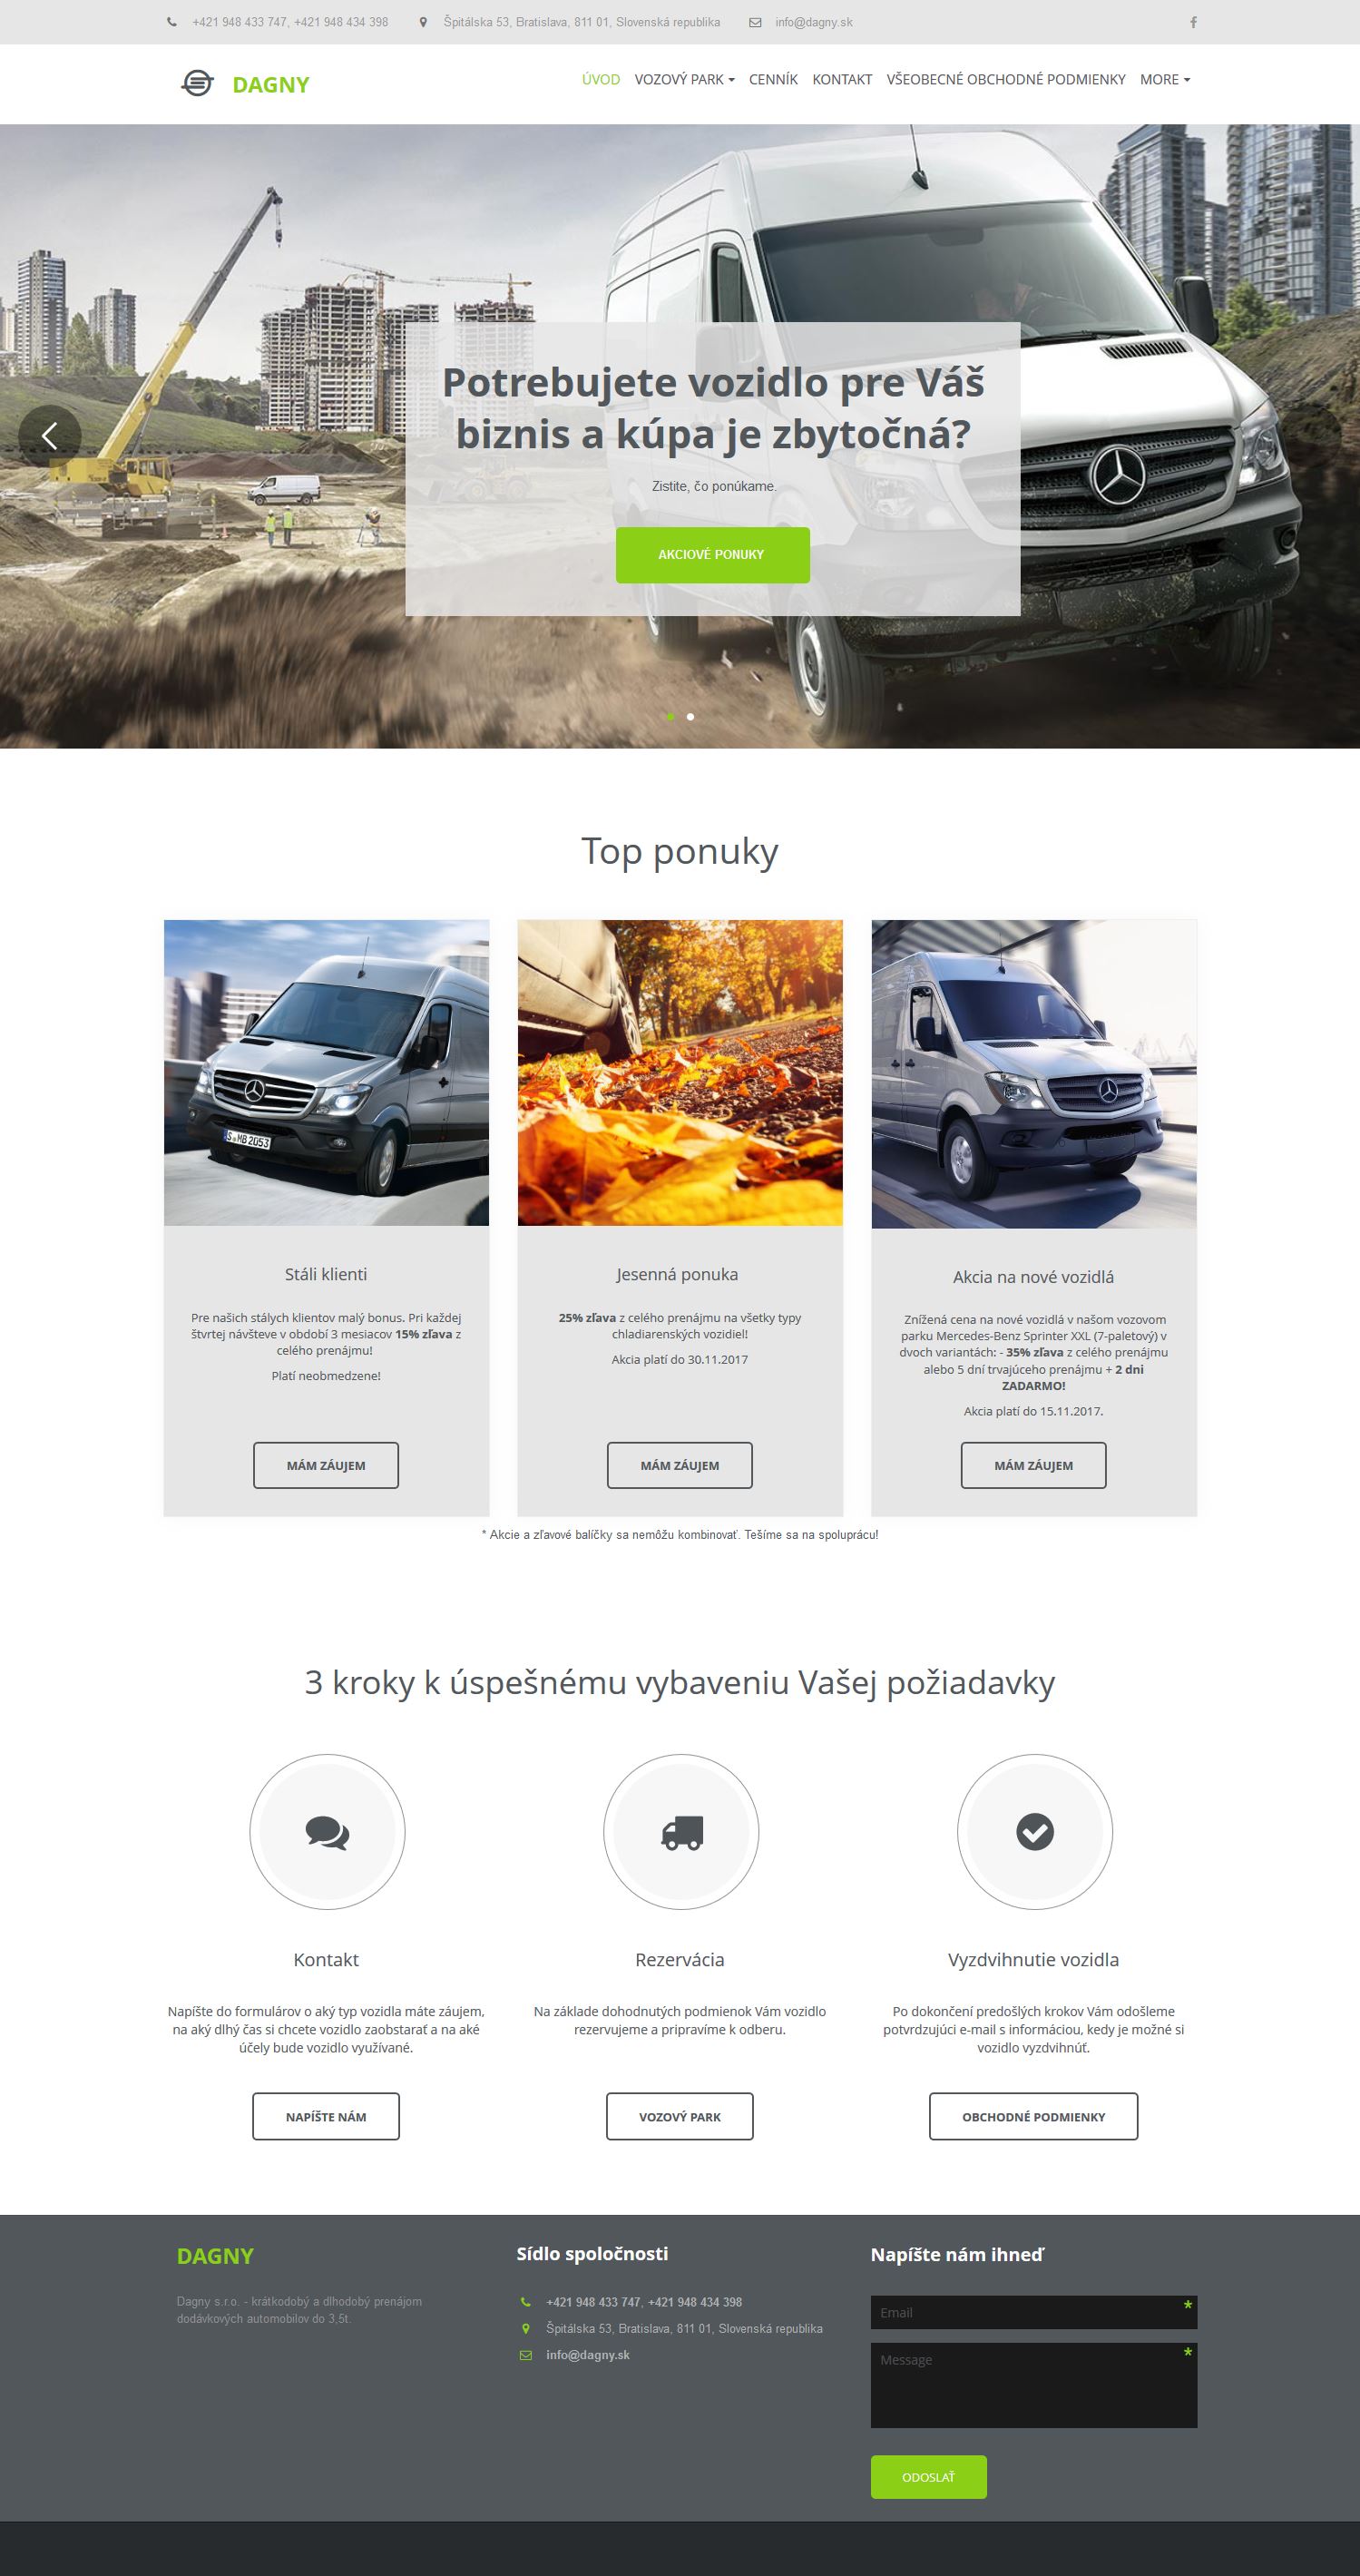 +421 948 433 747, +421 948 434 398 Špitálska 53, Bratislava, 811 01, Slovenská republika info@dagny.sk
DAGNY
ÚVOD VOZOVÝ PARK CENNÍK KONTAKT VŠEOBECNÉ OBCHODNÉ PODMIENKY MORE
Potrebujete vozidlo pre Váš
biznis a kúpa je zbytočná?
Zistite, čo ponúkame.
AKCIOVÉ PONUKY
Top ponuky
S MB 2053
Stáli klienti
Pre našich stálych klientov malý bonus. Pri každej
štvrtej návšteve v období 3 mesiacov 15% zľava z
celého prenájmu!
Platí neobmedzene!
MÁM ZÁUJEM
Jesenná ponuka
25% zľava z celého prenájmu na všetky typy
chladiarenských vozidiel!
Akcia platí do 30.11.2017
MÁM ZÁUJEM
Akcia na nové vozidlá
Znížená cena na nové vozidlá v našom vozovom
parku Mercedes-Benz Sprinter XXL (7-paletový) v
dvoch variantách: - 35% zľava z celého prenájmu
alebo 5 dní trvajúceho prenájmu + 2 dni
ZADARMO!
Akcia platí do 15.11.2017.
MÁM ZÁUJEM
* Akcie a zľavové balíčky sa nemôžu kombinovať. Tešíme sa na spoluprácu!
3 kroky k úspešnému vybaveniu Vašej požiadavky
Kontakt
Napíšte do formulárov o aký typ vozidla máte záujem,
na aký dlhý čas si chcete vozidlo zaobstarať a na aké
účely bude vozidlo využívané.
NAPÍŠTE NÁM
Rezervácia
Na základe dohodnutých podmienok Vám vozidlo
rezervujeme a pripravíme k odberu.
VOZOVÝ PARK
Vyzdvihnutie vozidla
Po dokončení predošlých krokov Vám odošleme
potvrdzujúci e-mail s informáciou, kedy je možné si
vozidlo vyzdvihnúť.
OBCHODNÉ PODMIENKY
DAGNY
Dagny s.r.o. - krátkodobý a dlhodobý prenájom
dodávkových automobilov do 3,5t.
Sídlo spoločnosti
+421 948 433 747, +421 948 434 398
Špitálska 53, Bratislava, 811 01, Slovenská republika
info@dagny.sk
Napíšte nám ihneď
Email *
Message *
ODOSLAŤ